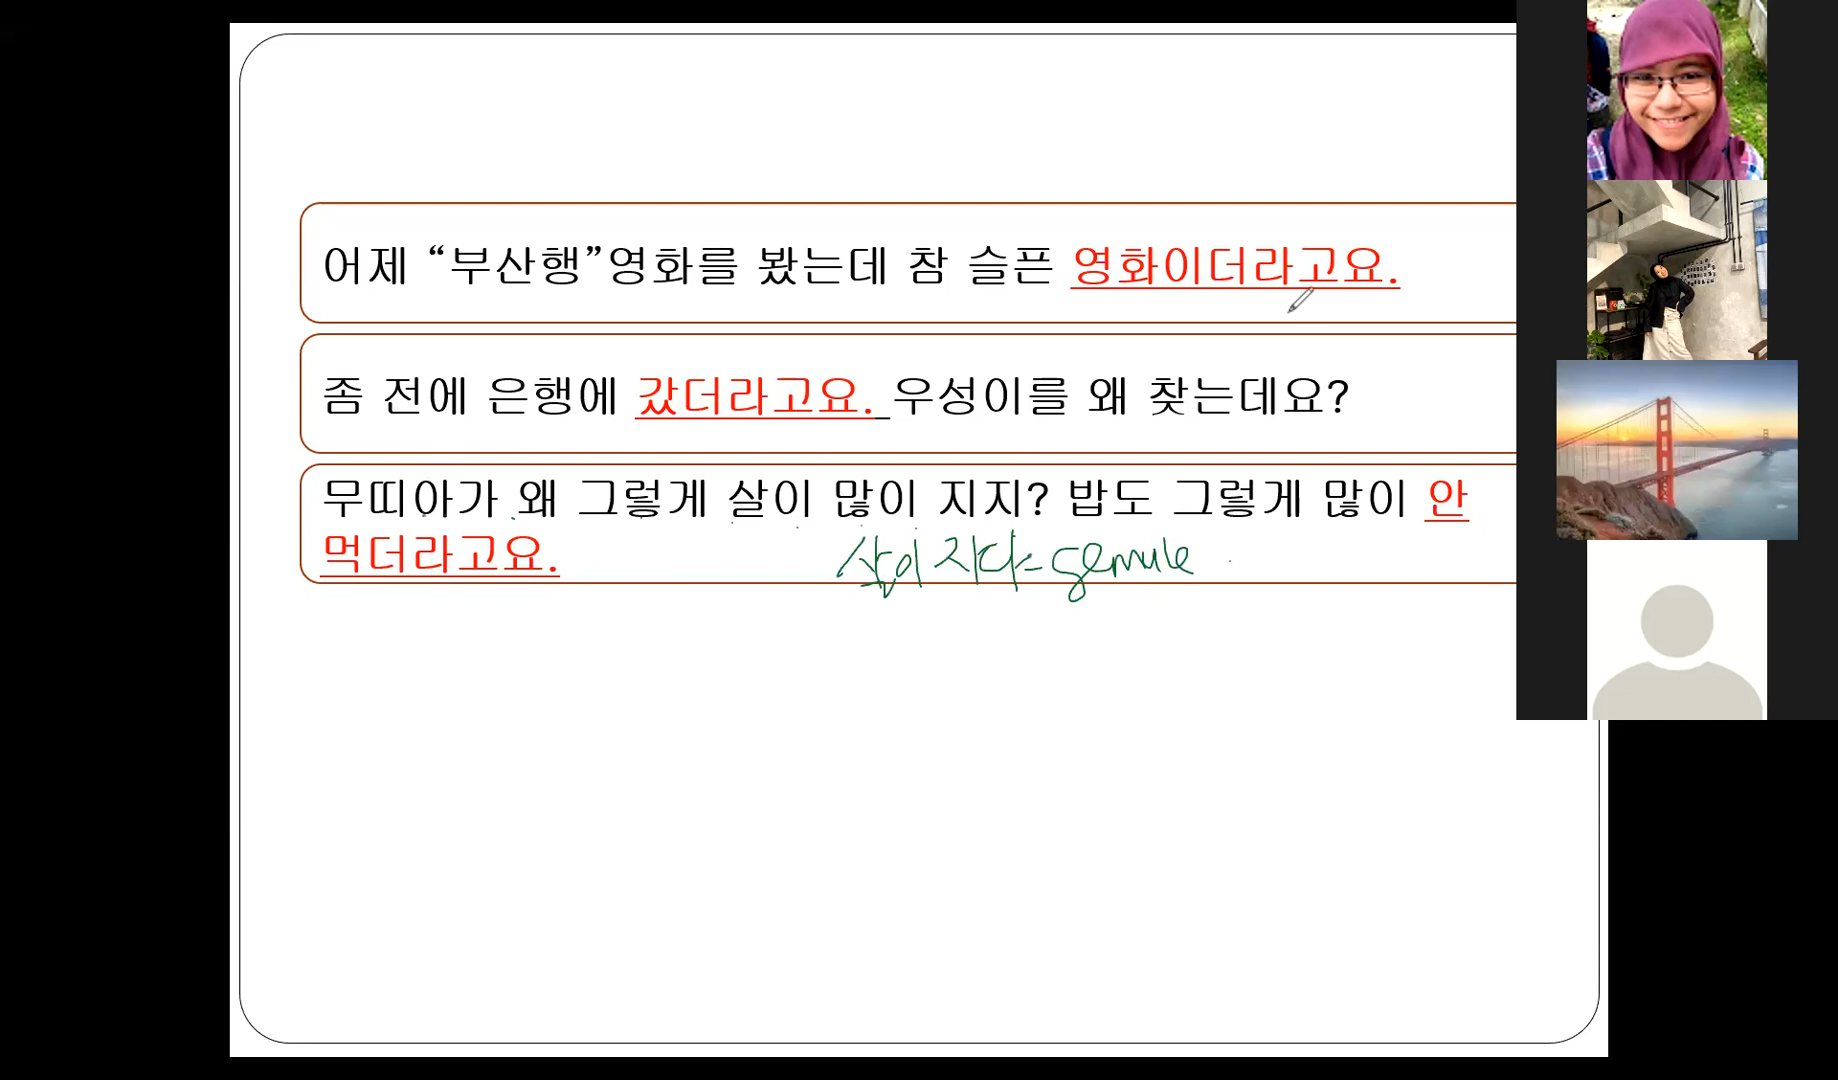 어제 “부산행”영화를 봤는데 참 슬픈 영화이더라고요.
좀 전에 은행에 갔더라고요. 우성이를 왜 찾는데요?
무띠아가 왜 그렇게 살이 많이 지지? 밥도 그렇게 많이 안
먹더라고요.
살이 지다= gemule